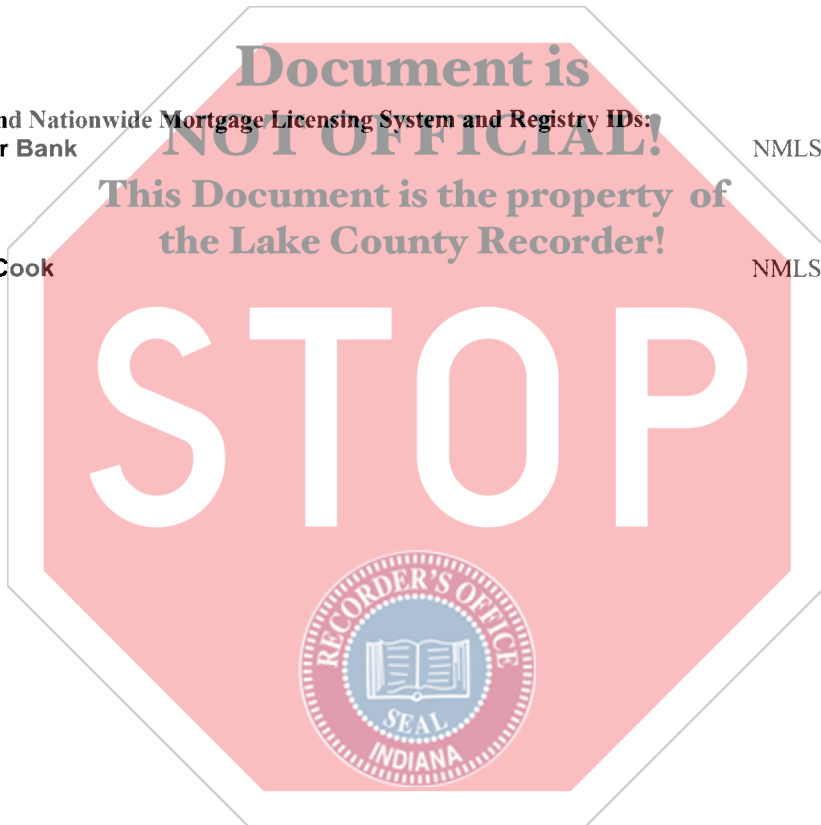 Document is
nd Nationwide Mortgage Licensing System and Registry IDs:
NOT OFFICIAL!
r Bank NMLS
This Document is the property of
the Lake County Recorder!
Cook NMLS
STOP
RECORDER'S OFFICE
SEAL
INDIANA